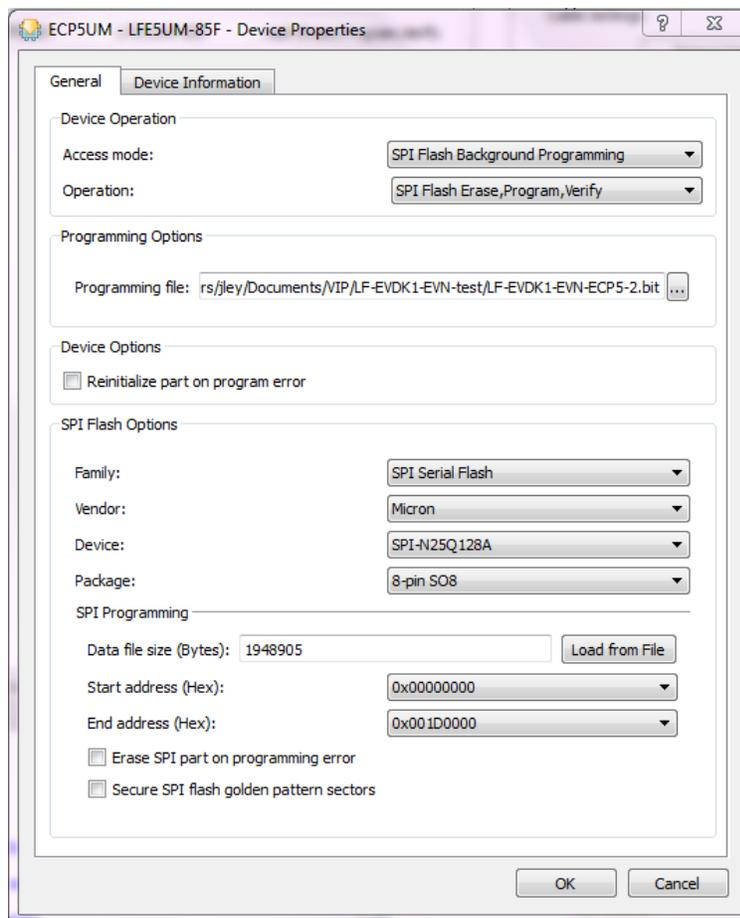 ECP5UM - LFE5UM-85F - Device Properties
General Device Information
Device Operation
Access mode: SPI Flash Background Programming
Operation: SPI Flash Erase,Program,Verify
Programming Options
Programming file: rs/jley/Documents/VIP/LF-EVDK1-EVN-test/LF-EVDK1-EVN-ECP5-2.bit ...
Device Options
Reinitialize part on program error
SPI Flash Options
Family: SPI Serial Flash
Vendor: Micron
Device: SPI-N25Q128A
Package: 8-pin SO8
SPI Programming
Data file size (Bytes): 1948905 Load from File
Start address (Hex): 0x00000000
End address (Hex): 0x001D0000
Erase SPI part on programming error
Secure SPI flash golden pattern sectors
OK Cancel